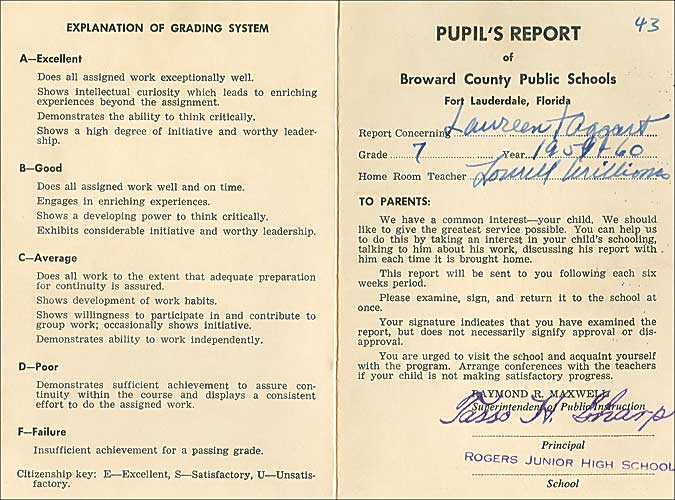 EXPLANATION OF GRADING SYSTEM
A—Excellent
Does all assigned work exceptionally well.
Shows intellectual curiosity which leads to enriching
experiences beyond the assignment.
Demonstrates the ability to think critically.
Shows a high degree of initiative and worthy leader-
ship.
B—Good
Does all assigned work well and on time.
Engages in enriching experiences.
Shows a developing power to think critically.
Exhibits considerable initiative and worthy leadership.
C—Average
Does all work to the extent that adequate preparation
for continuity is assured.
Shows development of work habits.
Shows willingness to participate in and contribute to
group work; occasionally shows initiative.
Demonstrates ability to work independently.
D—Poor
Demonstrates sufficient achievement to assure con-
tinuity within the course and displays a consistent
effort to do the assigned work.
F—Failure
Insufficient achievement for a passing grade.
Citizenship key: E—Excellent, S—Satisfactory, U—Unsatis-
factory.
43
PUPIL'S REPORT
of
Broward County Public Schools
Fort Lauderdale, Florida
Report Concerning Laureen Taggart
Grade 7 Year 1959-60
Home Room Teacher Lowell Williams
TO PARENTS:
We have a common interest—your child. We should
like to give the greatest service possible. You can help us
to do this by taking an interest in your child's schooling,
talking to him about his work, discussing his report with
him each time it is brought home.
This report will be sent to you following each six
weeks period.
Please examine, sign, and return it to the school at
once.
Your signature indicates that you have examined the
report, but does not necessarily signify approval or dis-
approval.
You are urged to visit the school and acquaint yourself
with the program. Arrange conferences with the teachers
if your child is not making satisfactory progress.
RAYMOND R. MAXWELL
Superintendent of Public Instruction
H. Sharp
Principal
ROGERS JUNIOR HIGH SCHOOL
School